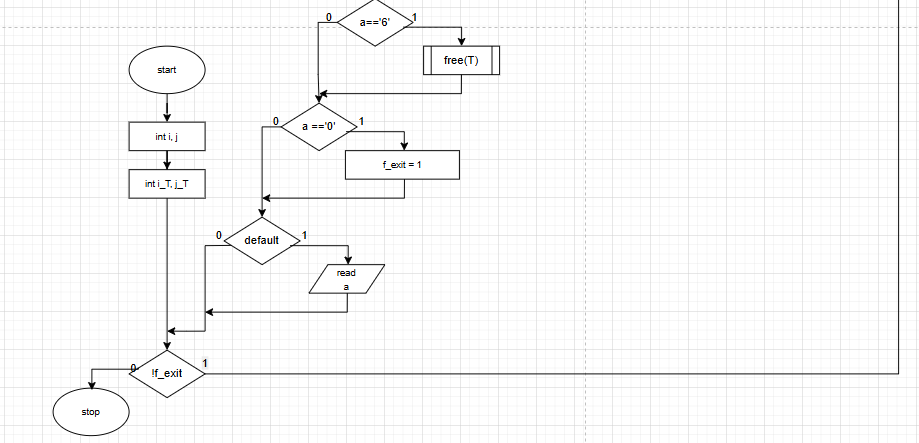 0
a=='6'
1
free(T)
start
0
a =='0'
1
int i, j
f_exit = 1
int i_T, j_T
0
default
1
read
a
0
!f_exit
1
stop